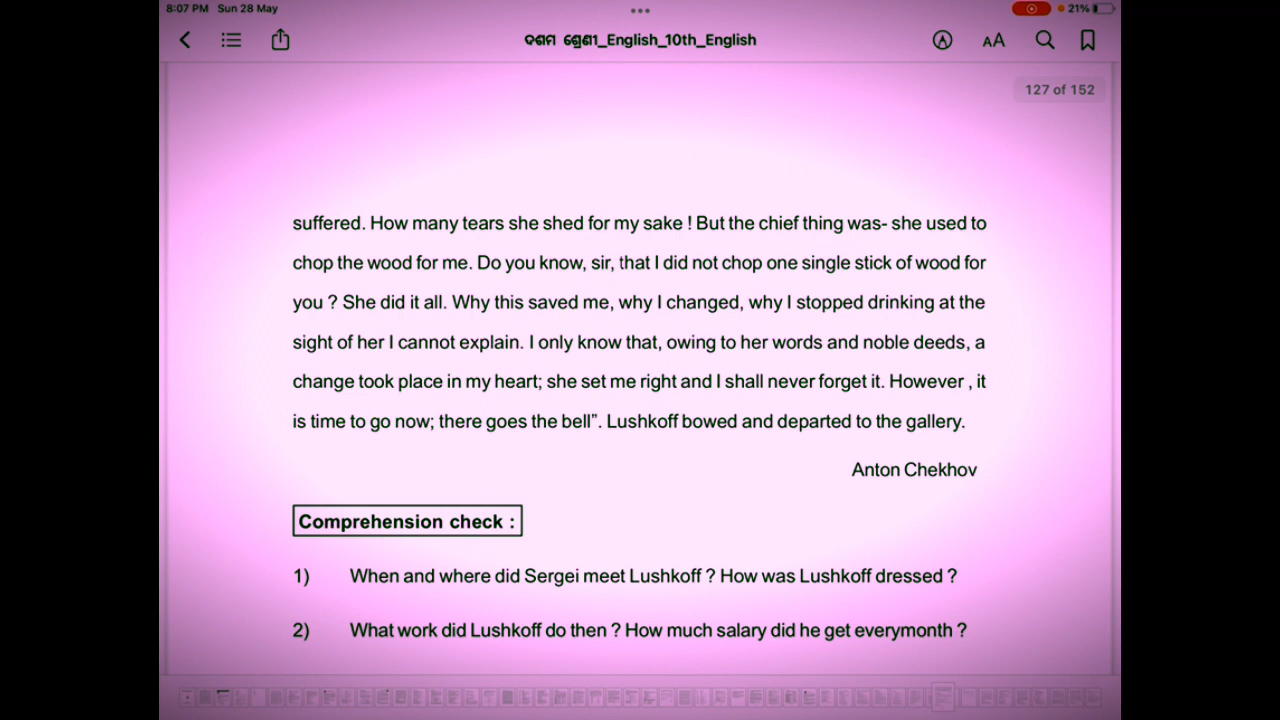 8:07 PM Sun 28 May
21%
ଦଶମ ଶ୍ରେଣୀ_English_10th_English
AA
127 of 152
suffered. How many tears she shed for my sake ! But the chief thing was- she used to
chop the wood for me. Do you know, sir, that I did not chop one single stick of wood for
you ? She did it all. Why this saved me, why I changed, why I stopped drinking at the
sight of her I cannot explain. I only know that, owing to her words and noble deeds, a
change took place in my heart; she set me right and I shall never forget it. However , it
is time to go now; there goes the bell”. Lushkoff bowed and departed to the gallery.
Anton Chekhov
Comprehension check :
1) When and where did Sergei meet Lushkoff ? How was Lushkoff dressed ?
2) What work did Lushkoff do then ? How much salary did he get everymonth ?